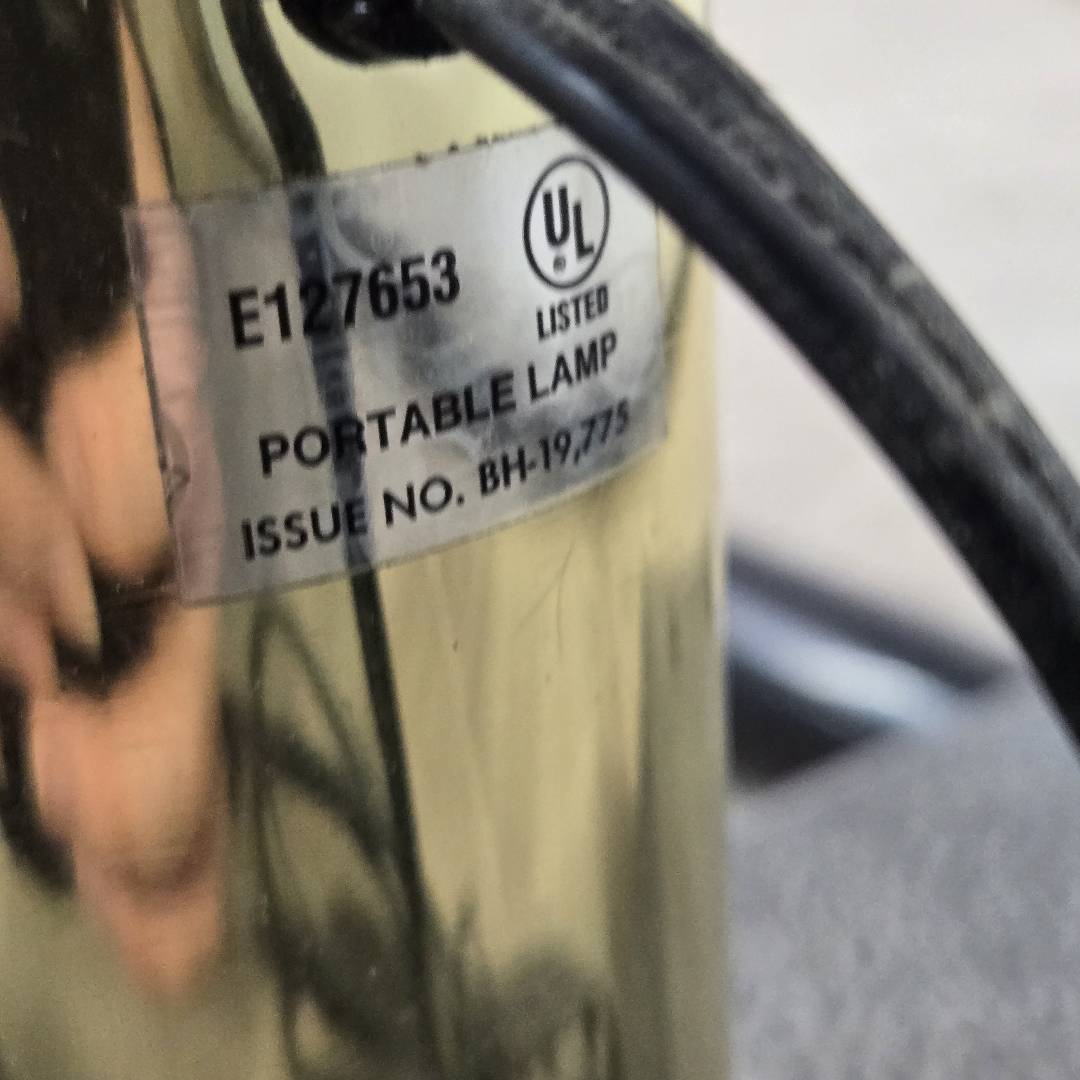 UL
®
LISTED
E127653
PORTABLE LAMP
ISSUE NO. BH-19,775